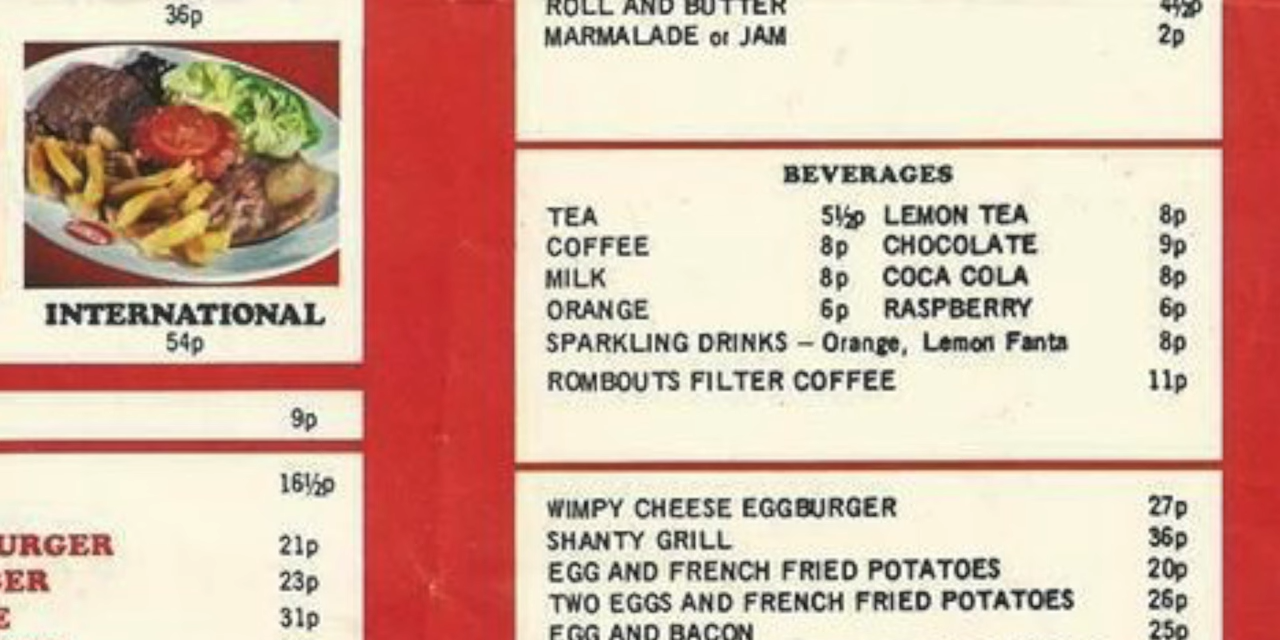 36p
INTERNATIONAL
54p
9p
16½p
URGER 21p
ER 23p
E 31p
ROLL AND BUTTER 4½p
MARMALADE or JAM 2p
BEVERAGES
TEA 5½p LEMON TEA 8p
COFFEE 8p CHOCOLATE 9p
MILK 8p COCA COLA 8p
ORANGE 6p RASPBERRY 6p
SPARKLING DRINKS – Orange, Lemon Fanta 8p
ROMBOUTS FILTER COFFEE 11p
WIMPY CHEESE EGGBURGER 27p
SHANTY GRILL 36p
EGG AND FRENCH FRIED POTATOES 20p
TWO EGGS AND FRENCH FRIED POTATOES 26p
EGG AND BACON 25p